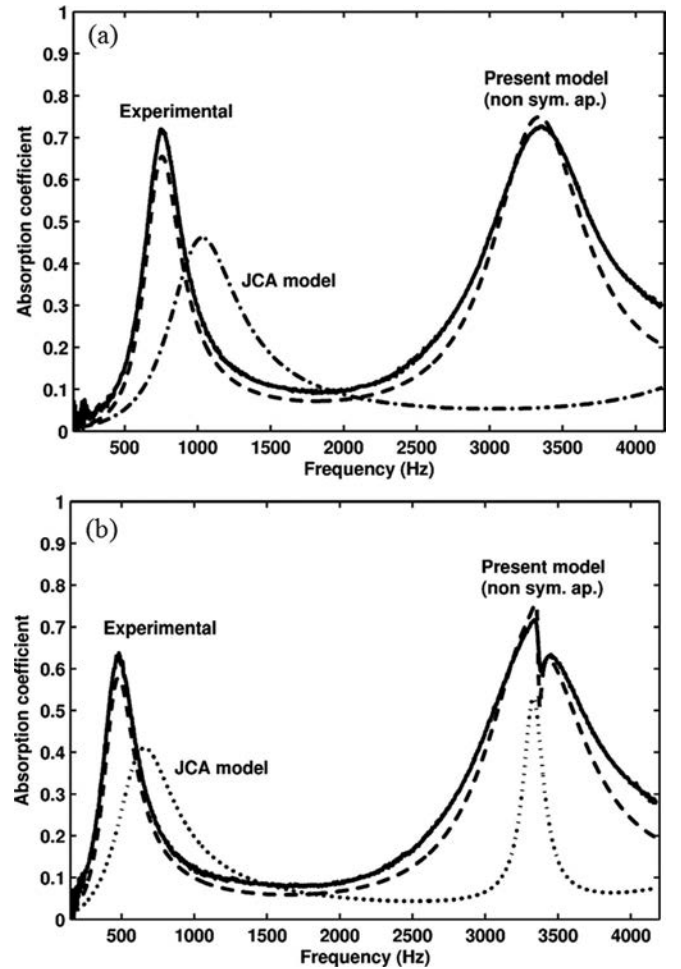 (a)
Experimental
Present model
(non sym. ap.)
JCA model
Absorption coefficient
1
0.9
0.8
0.7
0.6
0.5
0.4
0.3
0.2
0.1
0
500 1000 1500 2000 2500 3000 3500 4000
Frequency (Hz)
(b)
Experimental
Present model
(non sym. ap.)
JCA model
Absorption coefficient
1
0.9
0.8
0.7
0.6
0.5
0.4
0.3
0.2
0.1
0
500 1000 1500 2000 2500 3000 3500 4000
Frequency (Hz)